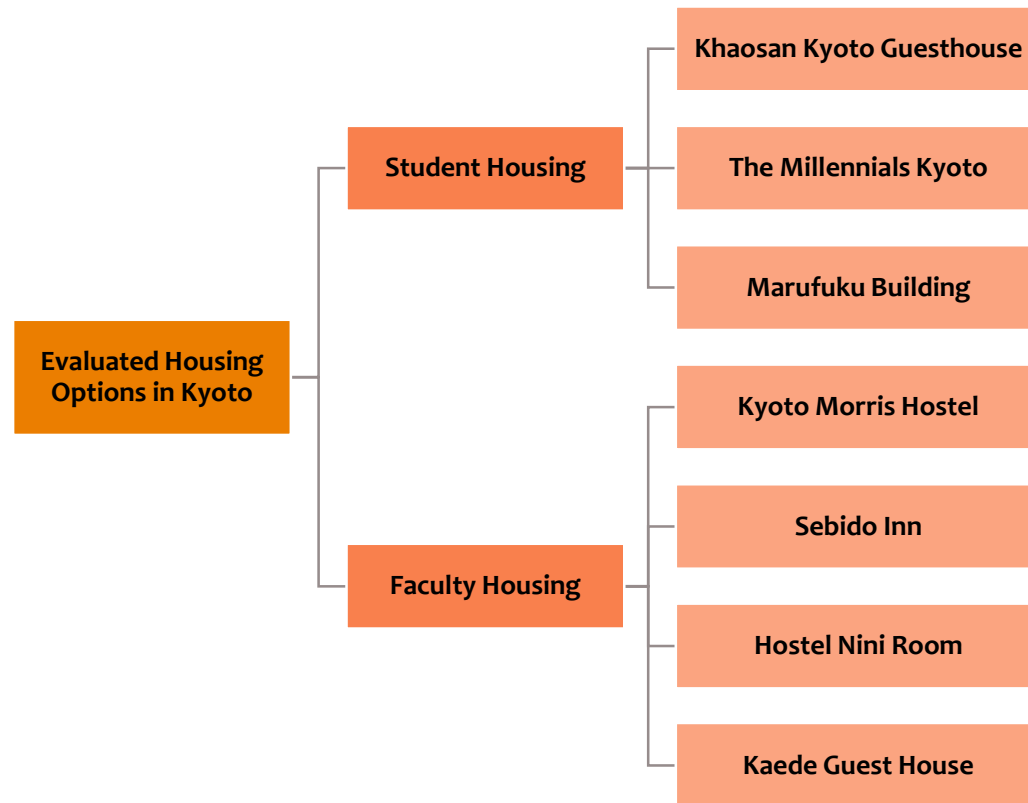 Evaluated Housing
Options in Kyoto
Student Housing
Khaosan Kyoto Guesthouse
The Millennials Kyoto
Marufuku Building
Faculty Housing
Kyoto Morris Hostel
Sebido Inn
Hostel Nini Room
Kaede Guest House